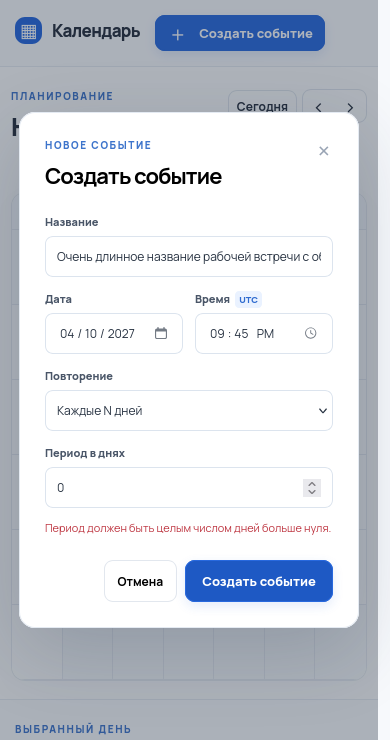 Календарь
Создать событие
ПЛАНИРОВАНИЕ
Сегодня
НОВОЕ СОБЫТИЕ
Создать событие
Название
Очень длинное название рабочей встречи с
Дата
Время UTC
04 / 10 / 2027
09 : 45 PM
Повторение
Каждые N дней
Период в днях
0
Период должен быть целым числом дней больше нуля.
Отмена
Создать событие
ВЫБРАННЫЙ ДЕНЬ